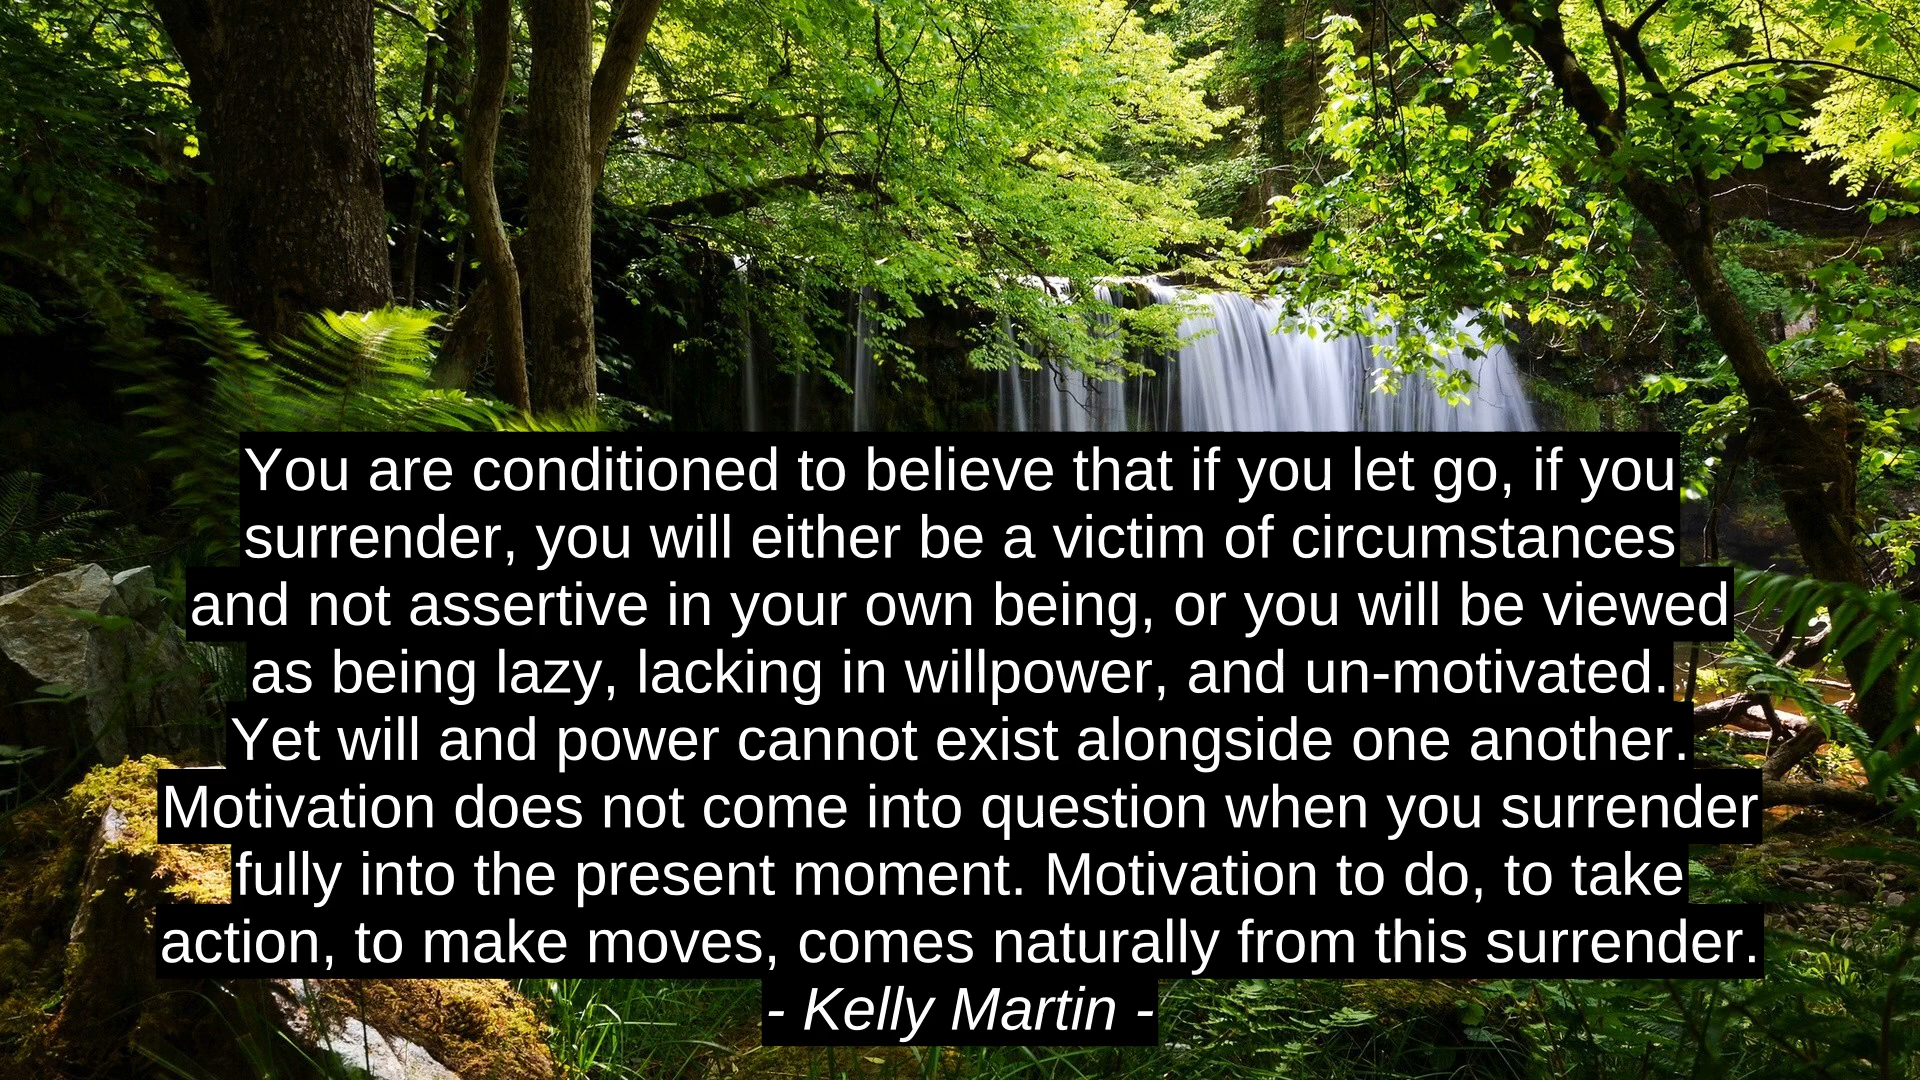 You are conditioned to believe that if you let go, if you
surrender, you will either be a victim of circumstances
and not assertive in your own being, or you will be viewed
as being lazy, lacking in willpower, and un-motivated.
Yet will and power cannot exist alongside one another.
Motivation does not come into question when you surrender
fully into the present moment. Motivation to do, to take
action, to make moves, comes naturally from this surrender.
- Kelly Martin -